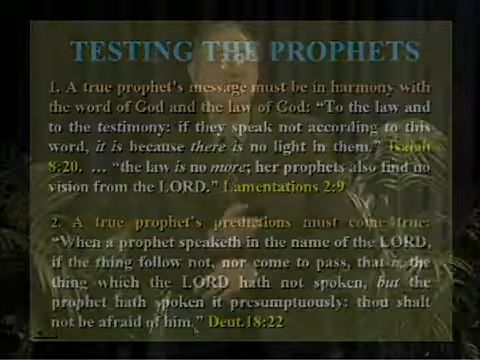 TESTING THE PROPHETS
1. A true prophet's message must be in harmony with
the word of God and the law of God: “To the law and
to the testimony: if they speak not according to this
word, it is because there is no light in them.” Isaiah
8:20. … “the law is no more; her prophets also find no
vision from the LORD.” Lamentations 2:9
2. A true prophet's predictions must come true:
“When a prophet speaketh in the name of the LORD,
if the thing follow not, nor come to pass, that is the
thing which the LORD hath not spoken, but the
prophet hath spoken it presumptuously: thou shalt
not be afraid of him.” Deut.18:22